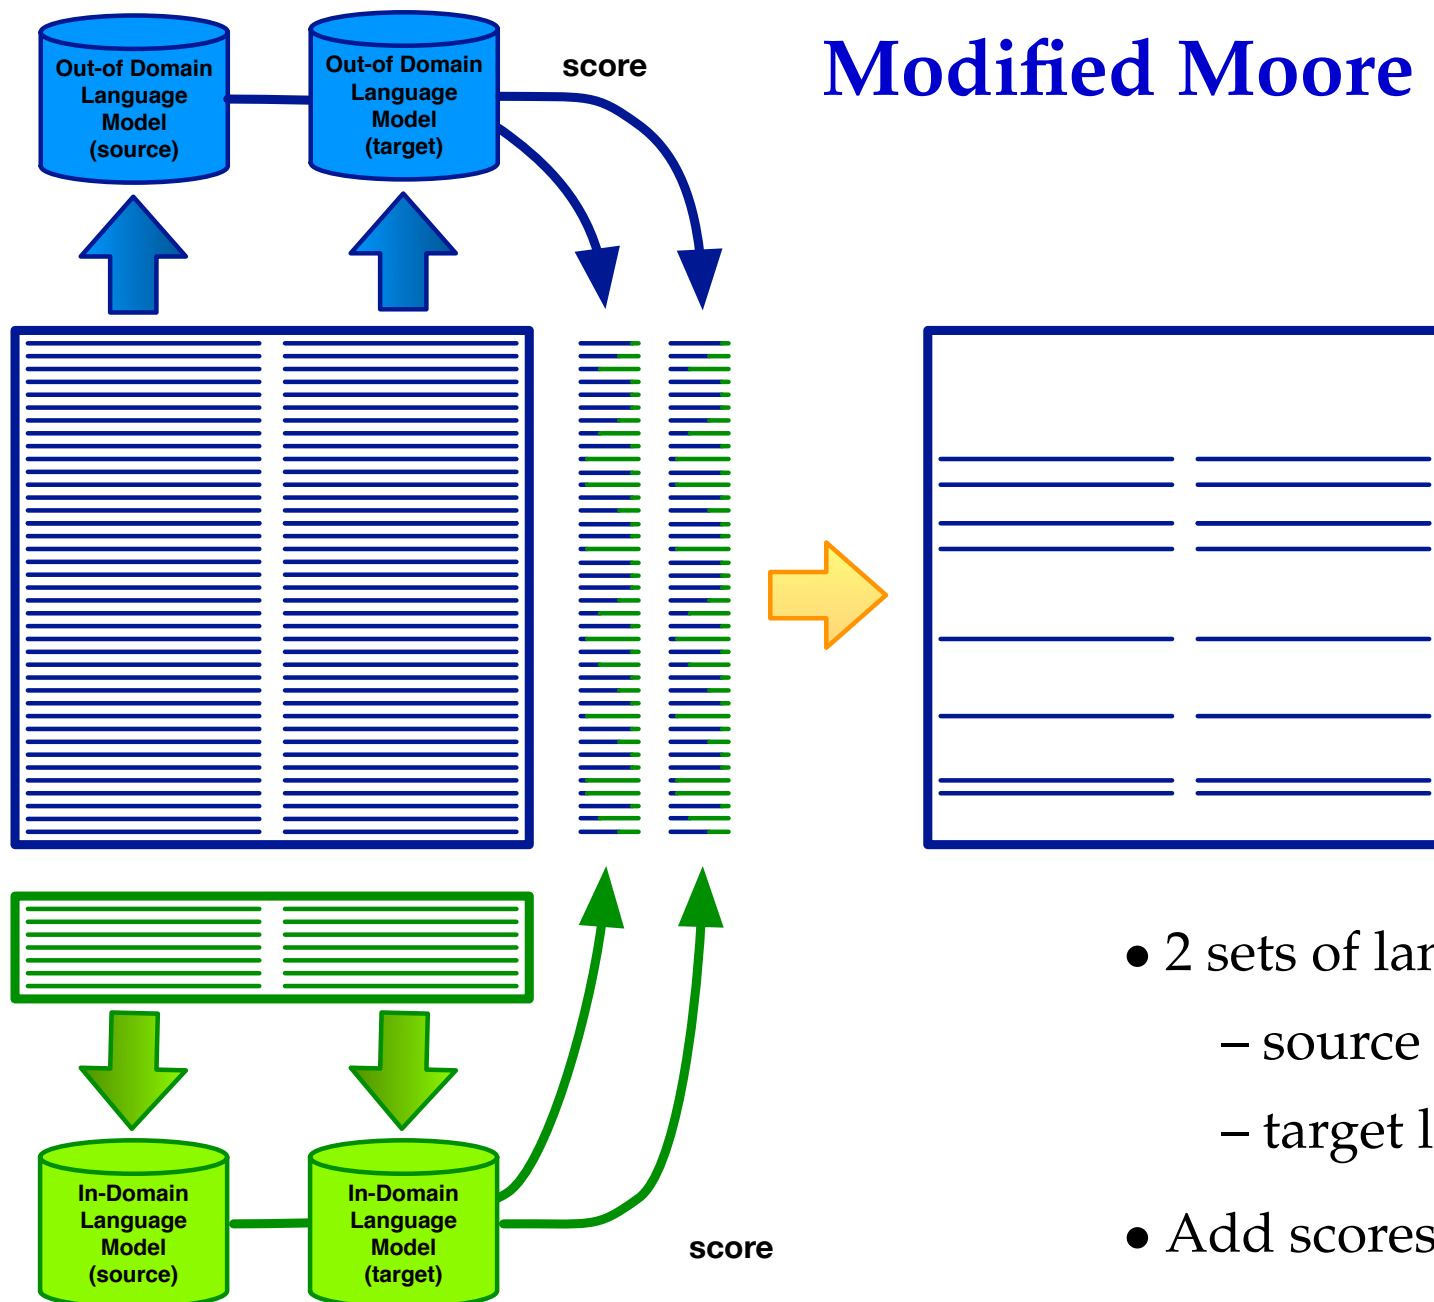 Modified Moore
Out-of Domain
Language
Model
(source)
Out-of Domain
Language
Model
(target)
score
In-Domain
Language
Model
(source)
In-Domain
Language
Model
(target)
score
• 2 sets of
– source
– target
• Add scores